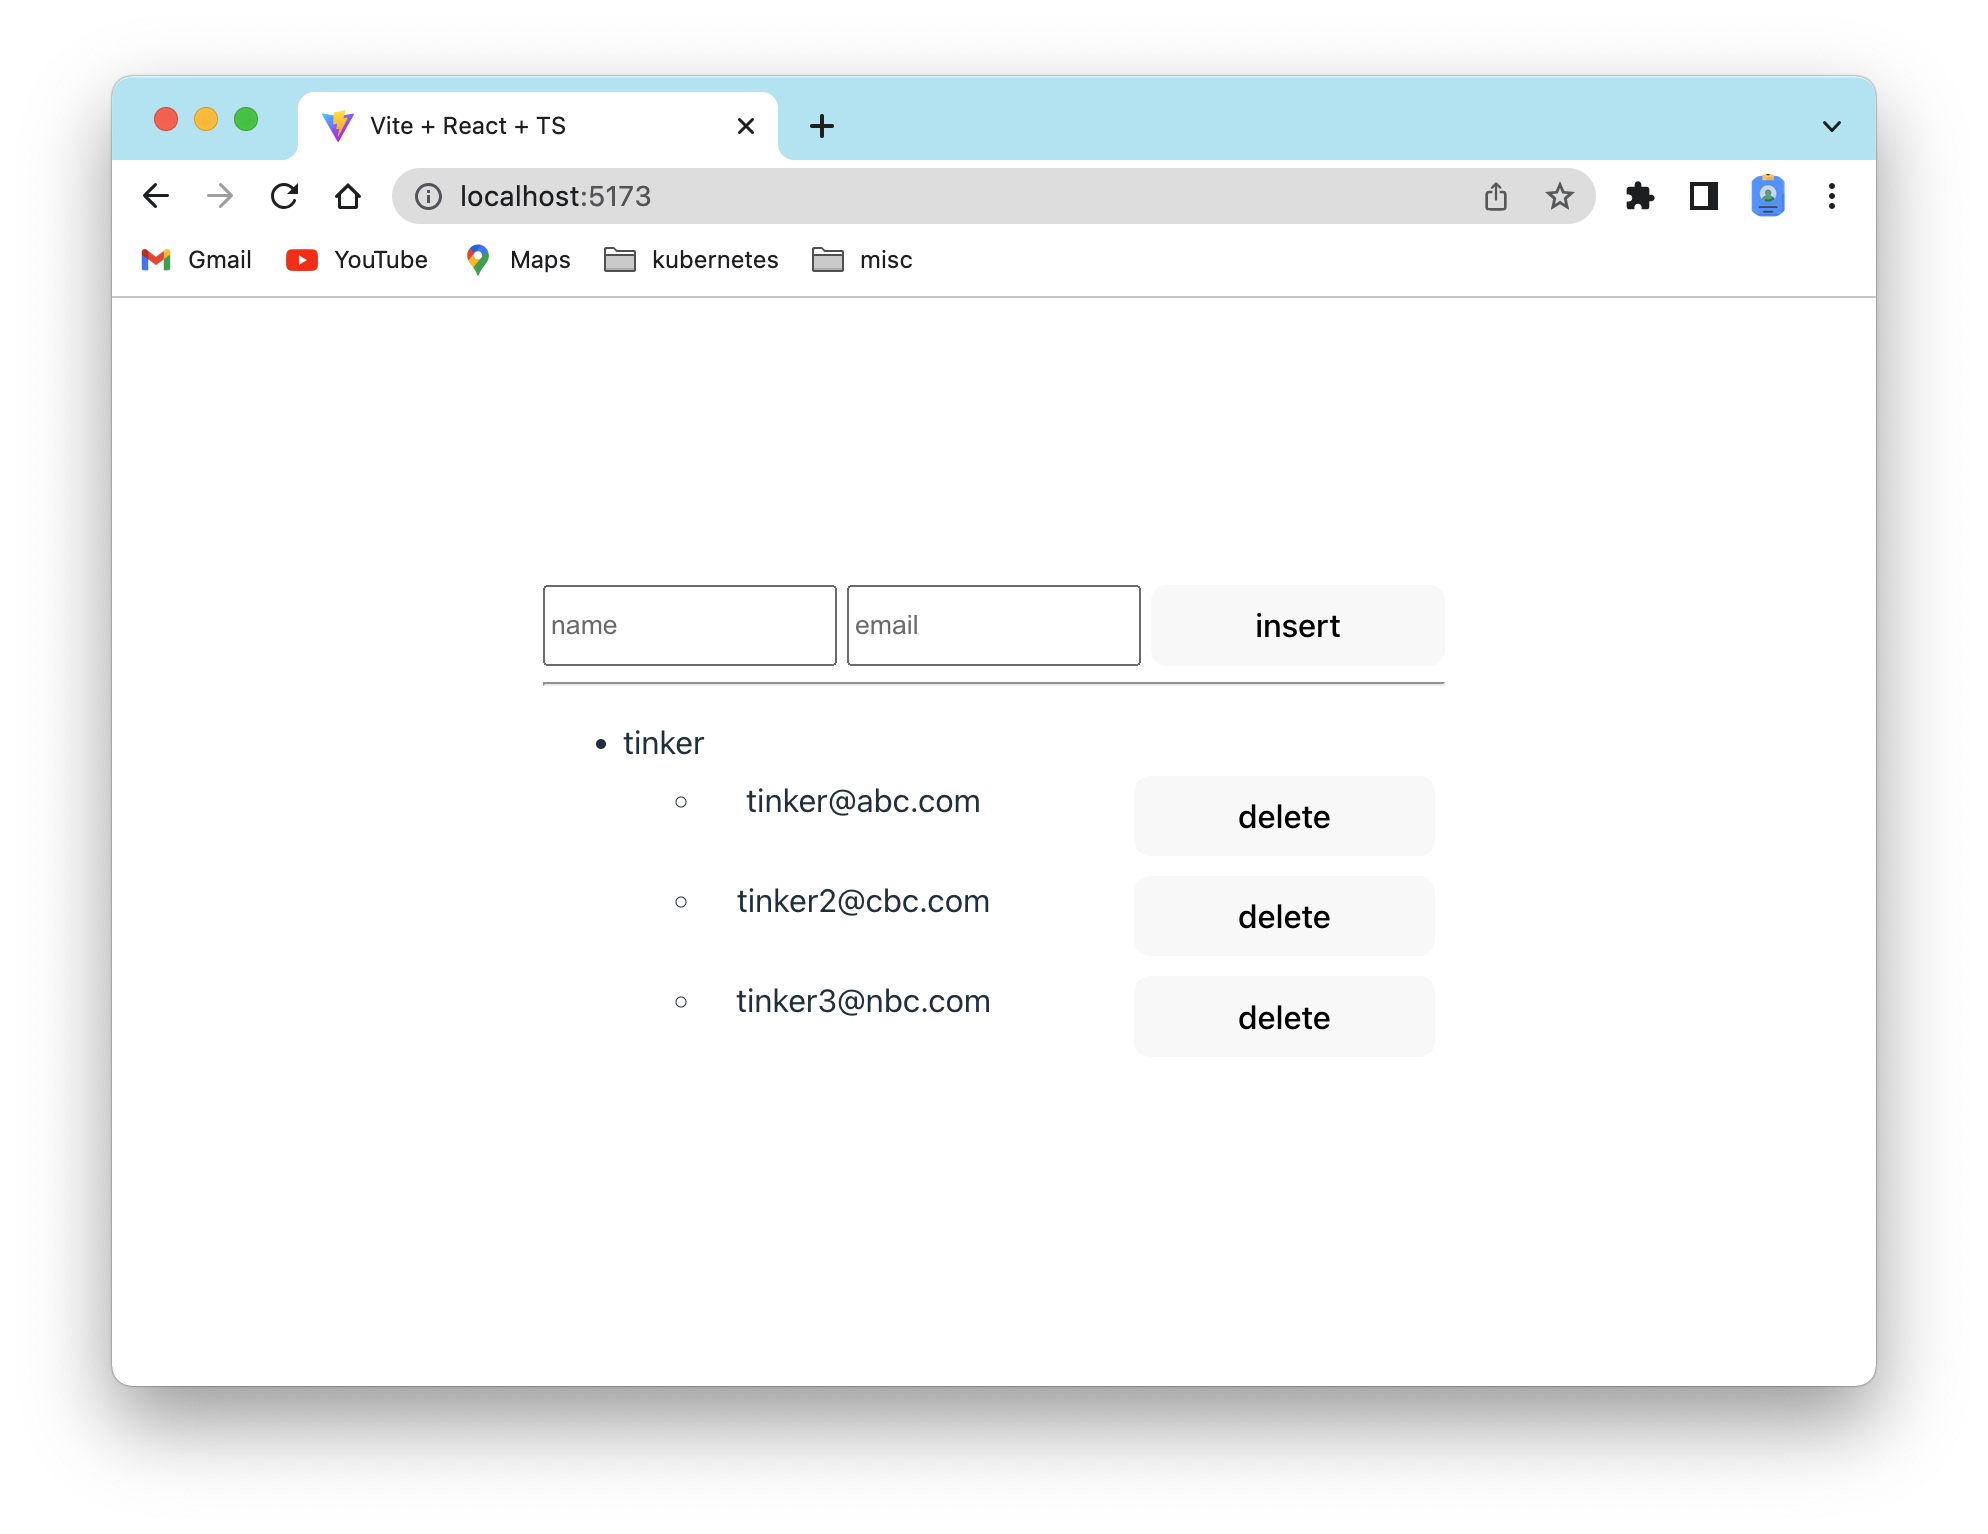 Vite + React + TS
localhost:5173
Gmail YouTube Maps kubernetes misc
name email insert
tinker
tinker@abc.com delete
tinker2@cbc.com delete
tinker3@nbc.com delete